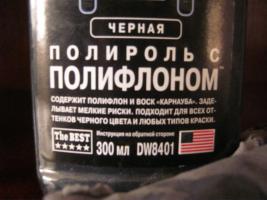 ЧЕРНАЯ
ПОЛИРОЛЬ С
ПОЛИФЛОНОМ™
СОДЕРЖИТ ПОЛИФЛОН И ВОСК «КАРНАУБА». ЗАДЕ-
ЛЫВАЕТ МЕЛКИЕ РИСКИ. ПОДХОДИТ ДЛЯ ВСЕХ ОТ-
ТЕНКОВ ЧЕРНОГО ЦВЕТА И ЛЮБЫХ ТИПОВ КРАСКИ.
The BEST
Инструкция на обратной стороне
300 МЛ DW8401